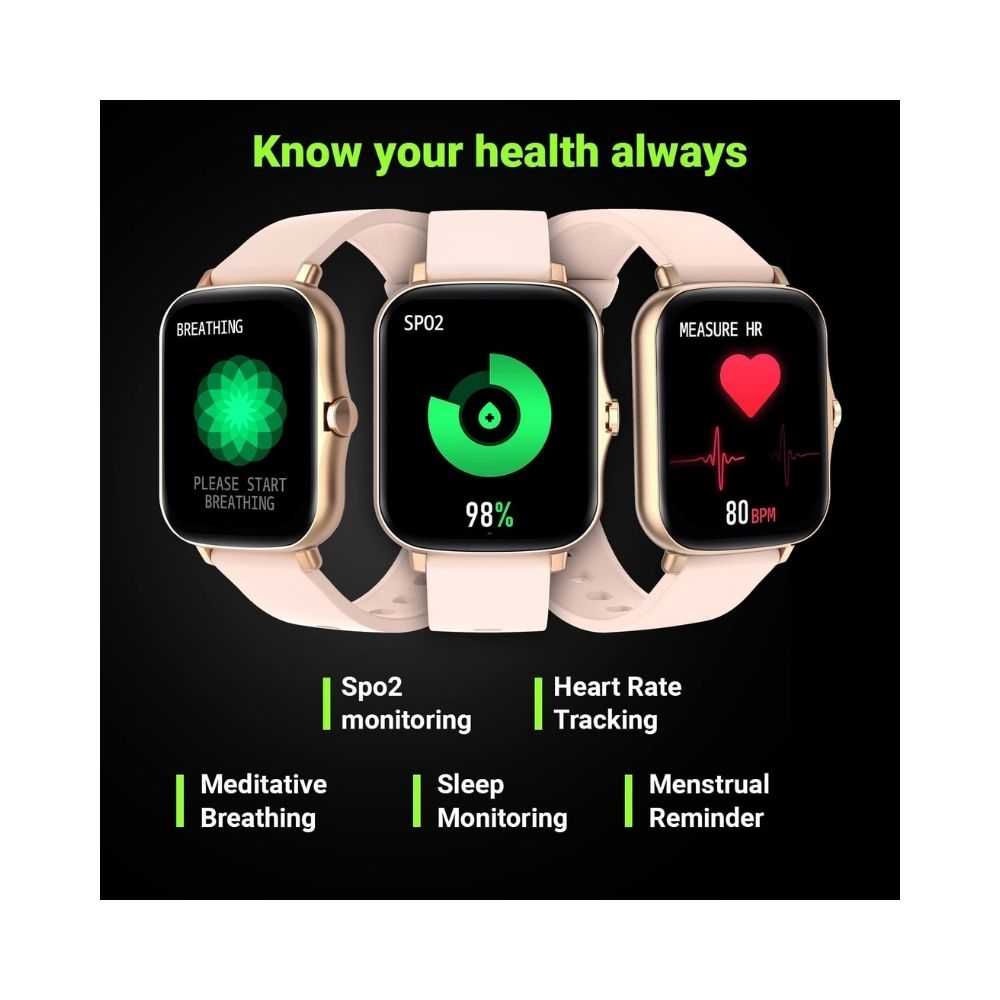 Know your health always
BREATHING
PLEASE START
BREATHING
SPO2
98%
MEASURE HR
80 BPM
Spo2
monitoring
Heart Rate
Tracking
Meditative
Breathing
Sleep
Monitoring
Menstrual
Reminder